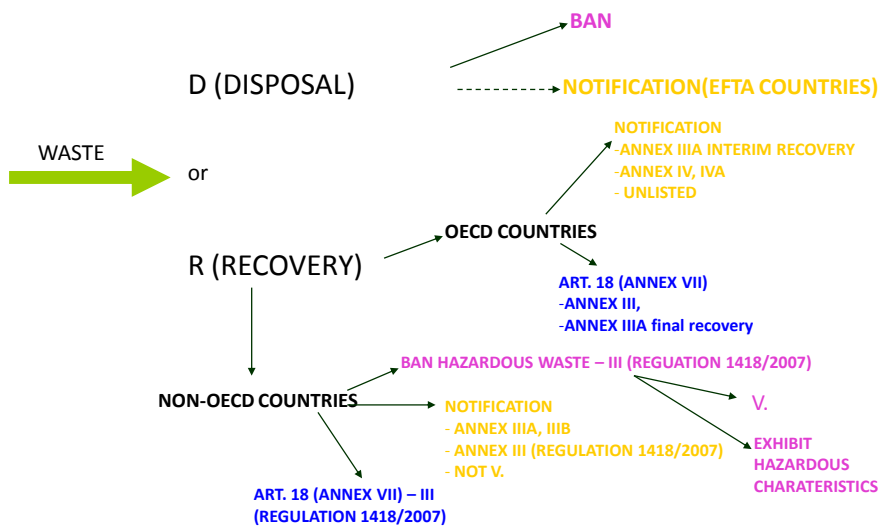 BAN
D (DISPOSAL)
NOTIFICATION(EFTA COUNTRIES)
WASTE
or
NOTIFICATION
-ANNEX IIIA INTERIM RECOVERY
-ANNEX IV, IVA
- UNLISTED
OECD COUNTRIES
R (RECOVERY)
ART. 18 (ANNEX VII)
-ANNEX III,
-ANNEX IIIA final recovery
BAN HAZARDOUS WASTE – III (REGUATION 1418/2007)
NON-OECD COUNTRIES
NOTIFICATION
- ANNEX IIIA, IIIB
- ANNEX III (REGULATION 1418/2007)
- NOT V.
V.
EXHIBIT
HAZARDOUS
CHARATERISTICS
ART. 18 (ANNEX VII) – III
(REGULATION 1418/2007)